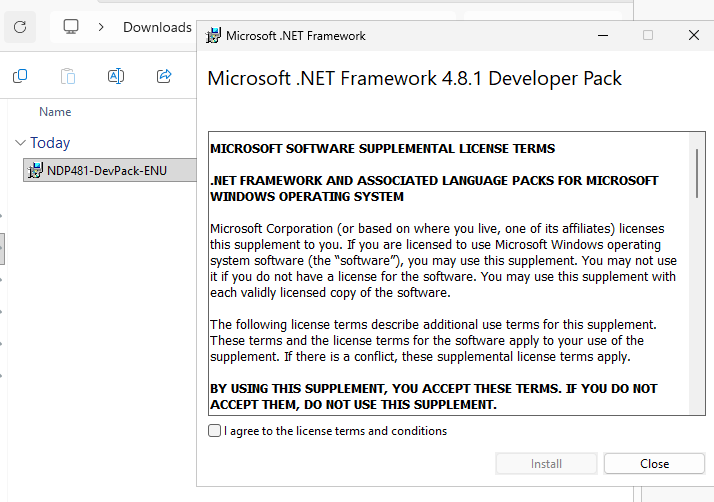 Downloads
Name
Today
NDP481-DevPack-ENU
Microsoft .NET Framework
Microsoft .NET Framework 4.8.1 Developer Pack
MICROSOFT SOFTWARE SUPPLEMENTAL LICENSE TERMS
.NET FRAMEWORK AND ASSOCIATED LANGUAGE PACKS FOR MICROSOFT
WINDOWS OPERATING SYSTEM
Microsoft Corporation (or based on where you live, one of its affiliates) licenses
this supplement to you. If you are licensed to use Microsoft Windows operating
system software (the “software”), you may use this supplement. You may not use
it if you do not have a license for the software. You may use this supplement with
each validly licensed copy of the software.
The following license terms describe additional use terms for this supplement.
These terms and the license terms for the software apply to your use of the
supplement. If there is a conflict, these supplemental license terms apply.
BY USING THIS SUPPLEMENT, YOU ACCEPT THESE TERMS. IF YOU DO NOT
ACCEPT THEM, DO NOT USE THIS SUPPLEMENT.
I agree to the license terms and conditions
Install
Close